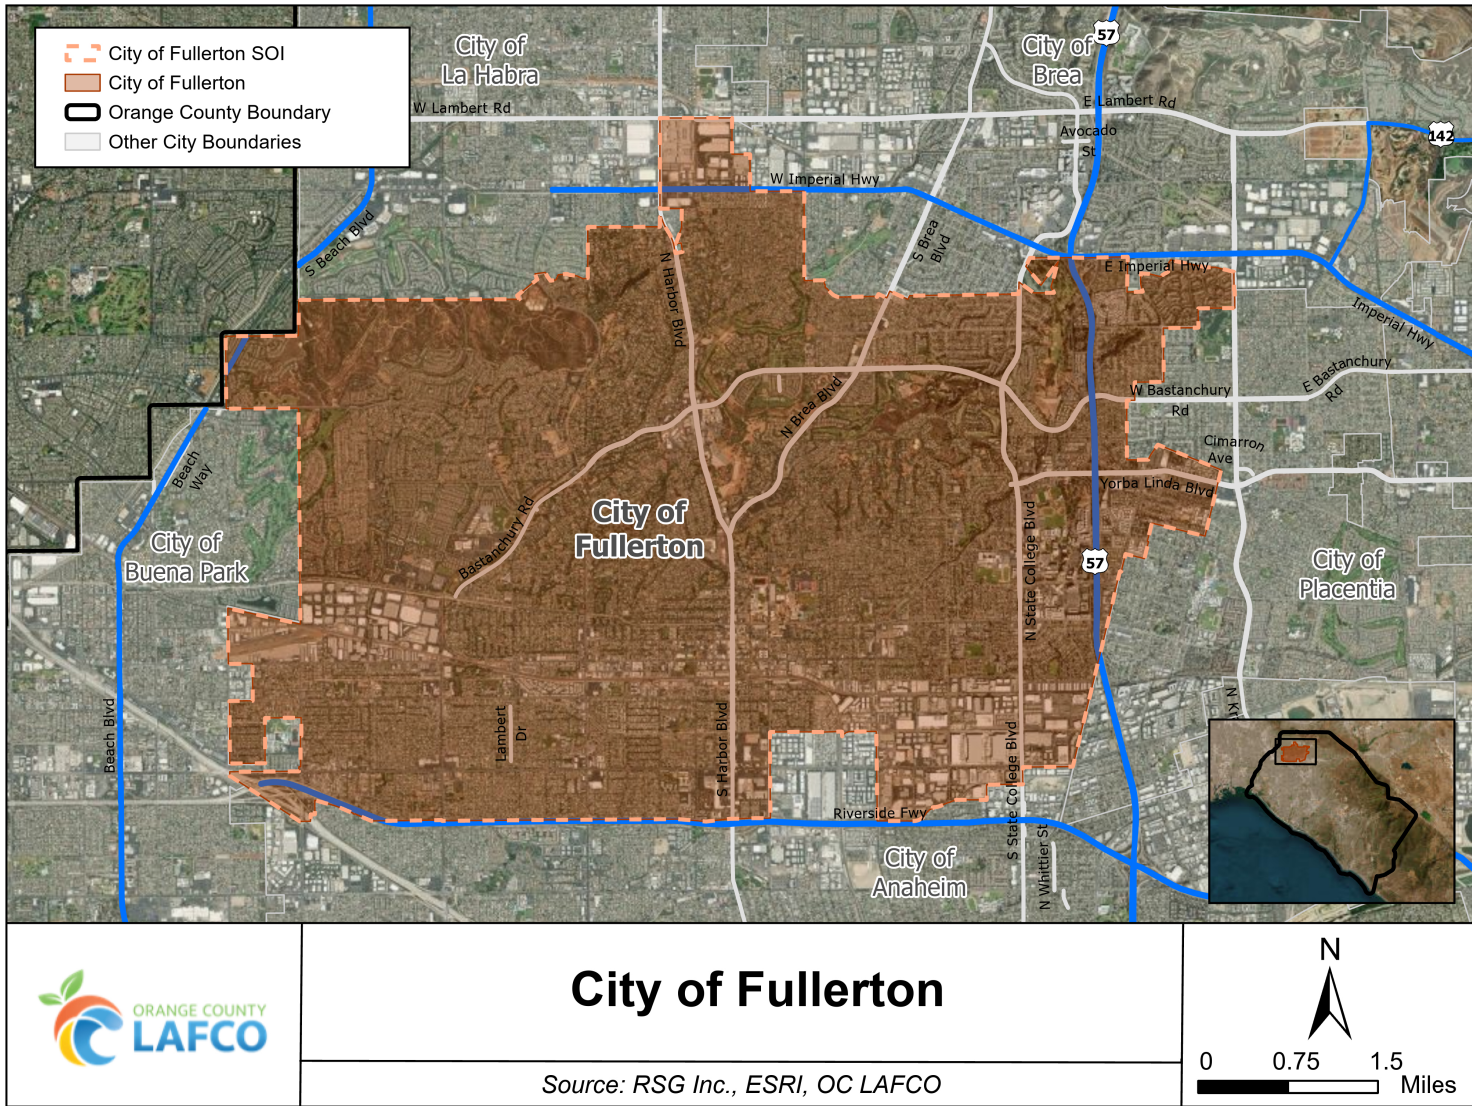 City of Fullerton SOI
City of Fullerton
Orange County Boundary
Other City Boundaries
City of
La Habra
City of
Brea
57
W Lambert Rd
E Lambert Rd
Avocado
St
142
W Imperial Hwy
S Beach Blvd
S Brea
Blvd
N Harbor Blvd
E Imperial Hwy
Imperial Hwy
E Bastanchury
Rd
W Bastanchury
Rd
N Brea Blvd
Cimarron
Ave
Beach
Way
Yorba Linda Blvd
Bastanchury Rd
City of
Fullerton
N State College Blvd
City of
Buena Park
57
City of
Placentia
Beach Blvd
Lambert
Dr
S Harbor Blvd
S State College Blvd
N Kr
Riverside Fwy
N Whittier St
City of
Anaheim
ORANGE COUNTY
LAFCO
City of Fullerton
Source: RSG Inc., ESRI, OC LAFCO
N
0 0.75 1.5
Miles